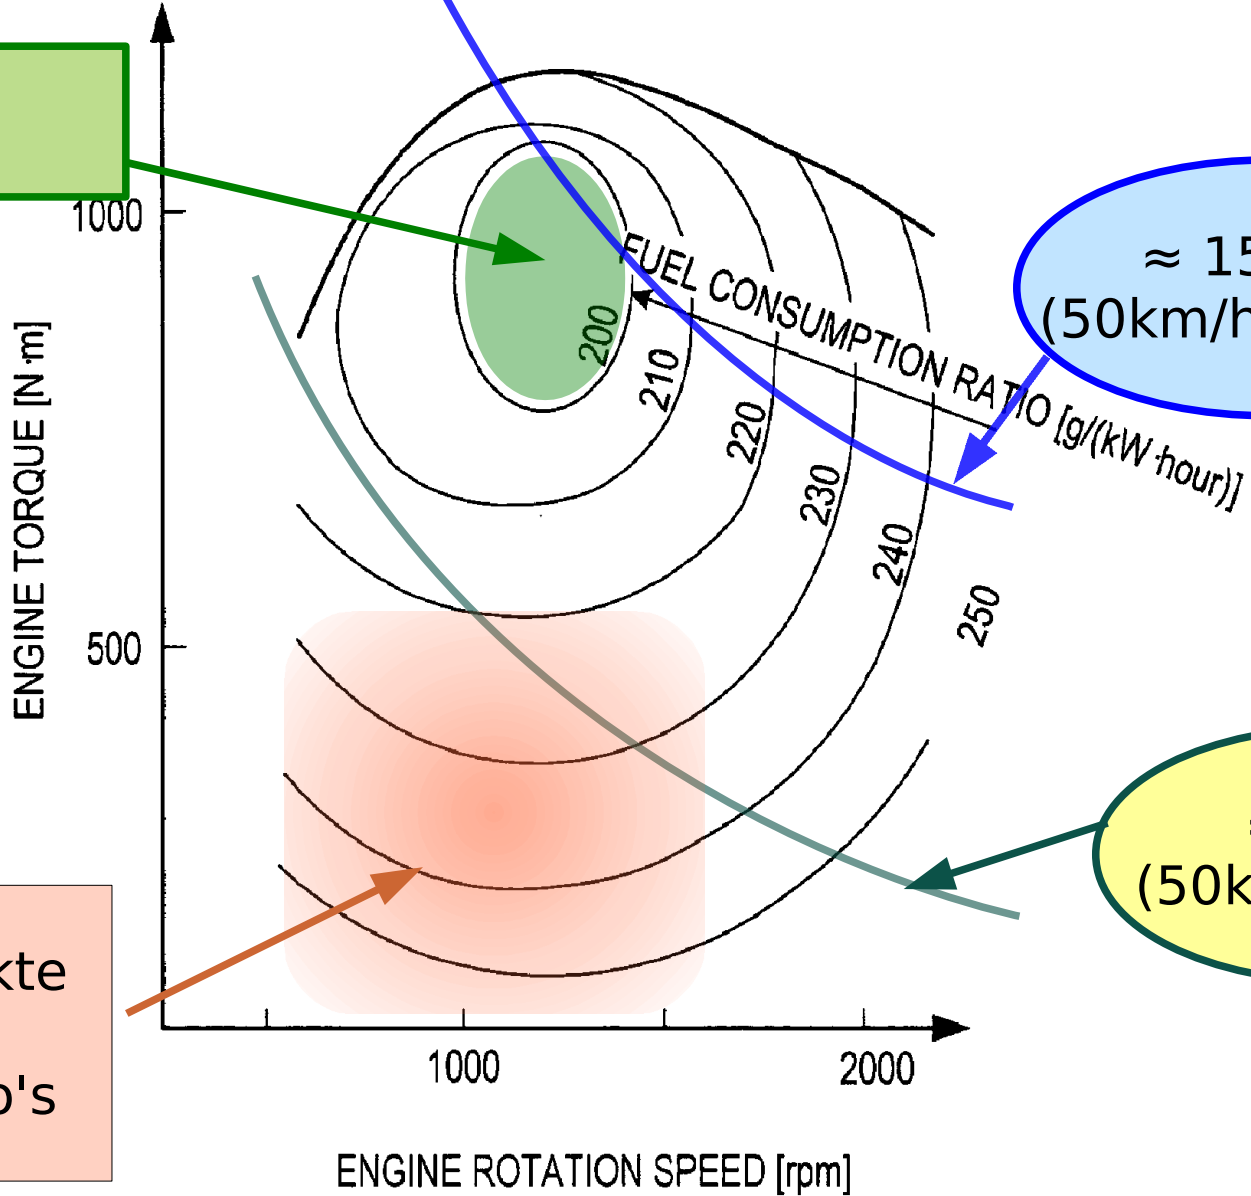 1000
500
ENGINE TORQUE [N·m]
FUEL CONSUMPTION RATIO [g/(kW·hour)]
200
210
220
230
240
250
≈ 15
(50km/h
(50k
kte
o's
1000
2000
ENGINE ROTATION SPEED [rpm]